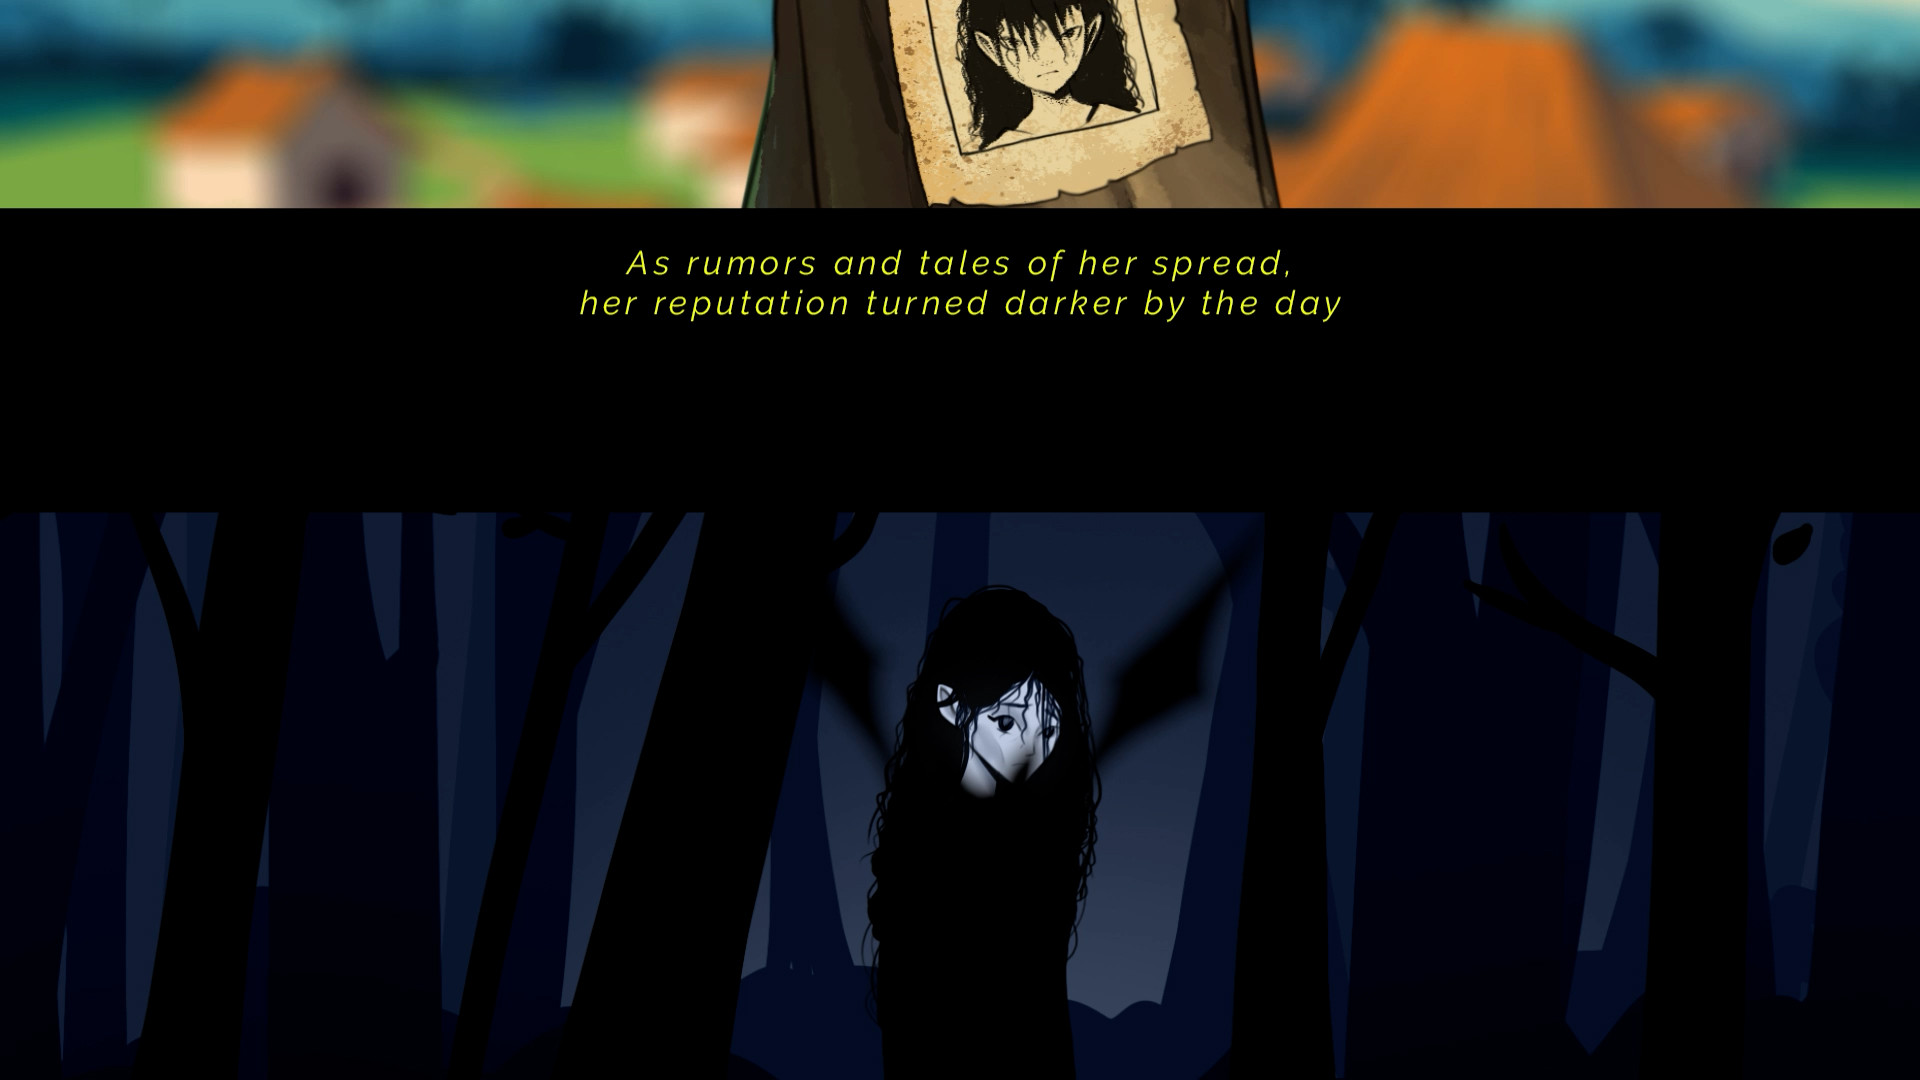 As rumors and tales of her spread,
her reputation turned darker by the day